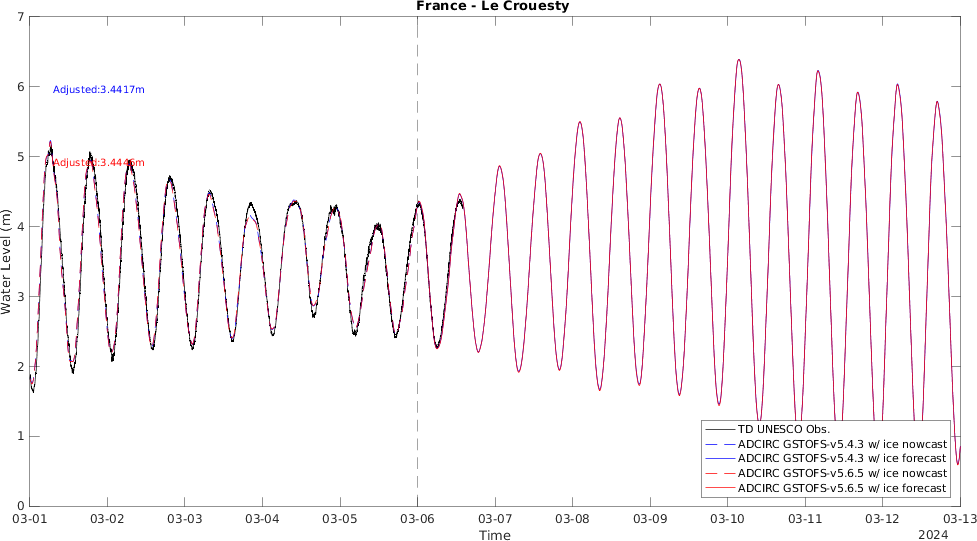 France - Le Crouesty
Water Level (m)
7
6
5
4
3
2
1
0
Adjusted:3.4417m
Adjusted:3.4446m
TD UNESCO Obs.
ADCIRC GSTOFS-v5.4.3 w/ ice nowcast
ADCIRC GSTOFS-v5.4.3 w/ ice forecast
ADCIRC GSTOFS-v5.6.5 w/ ice nowcast
ADCIRC GSTOFS-v5.6.5 w/ ice forecast
03-01 03-02 03-03 03-04 03-05 03-06 03-07 03-08 03-09 03-10 03-11 03-12 03-13
Time
2024